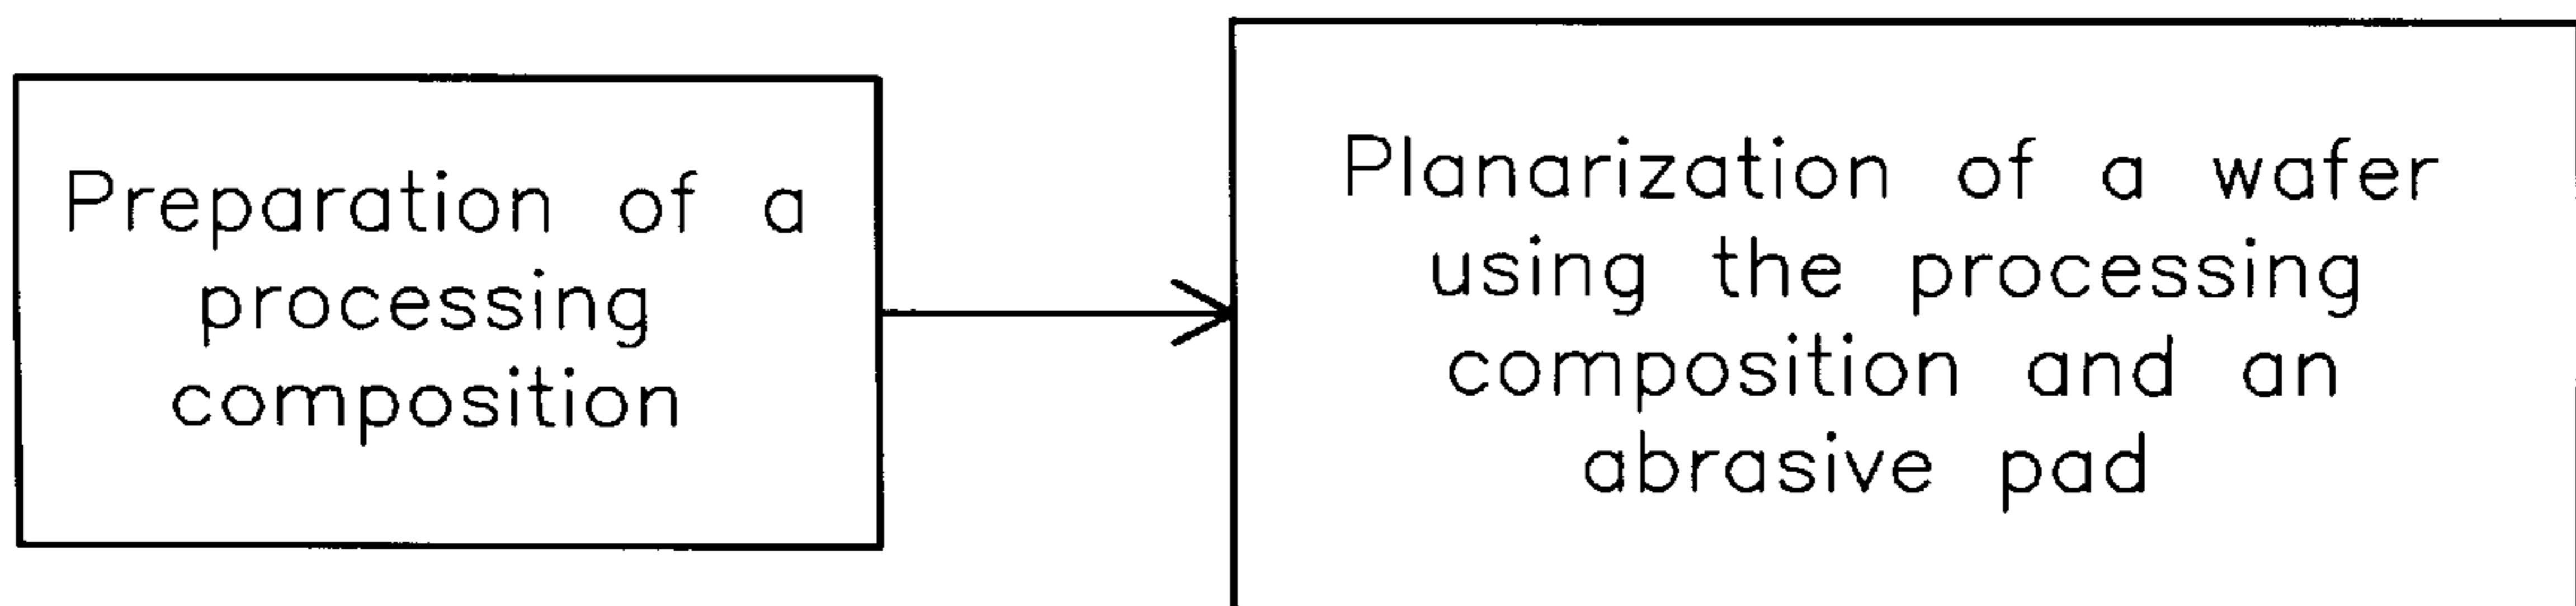 Preparation of a
processing
composition
Planarization of a wafer
using the processing
composition and an
abrasive pad